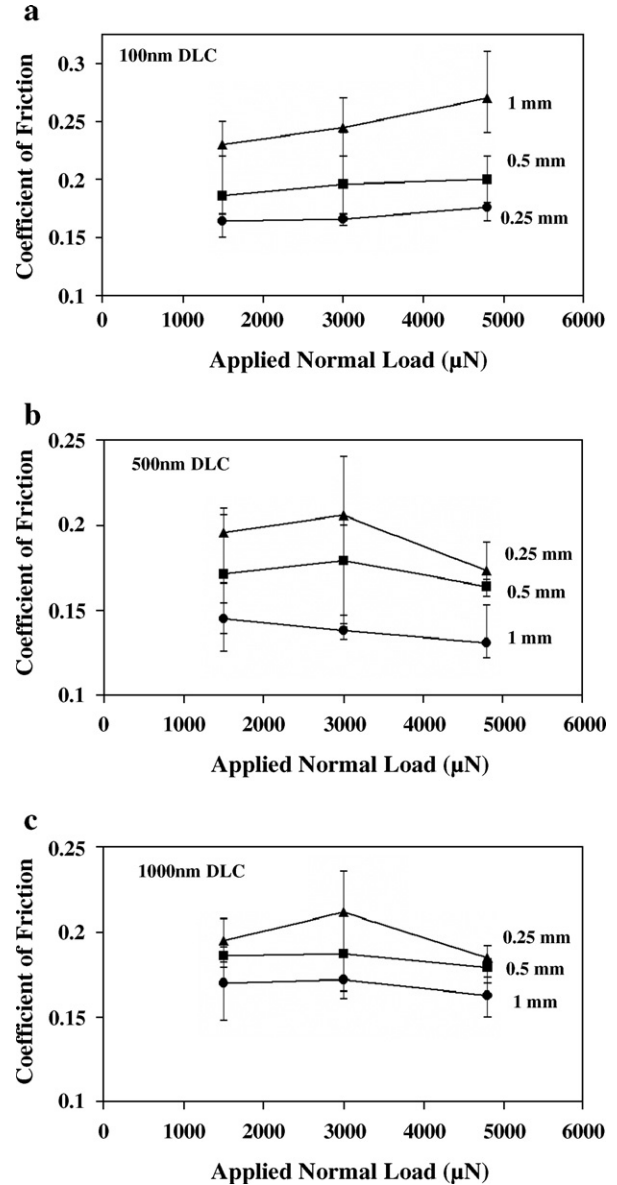 a
100nm DLC
Coefficient of Friction
0.3
0.25
0.2
0.15
0.1
1 mm
0.5 mm
0.25 mm
0 1000 2000 3000 4000 5000 6000
Applied Normal Load (µN)
b
500nm DLC
Coefficient of Friction
0.25
0.2
0.15
0.1
0.25 mm
0.5 mm
1 mm
0 1000 2000 3000 4000 5000 6000
Applied Normal Load (µN)
c
1000nm DLC
Coefficient of Friction
0.25
0.2
0.15
0.1
0.25 mm
0.5 mm
1 mm
0 1000 2000 3000 4000 5000 6000
Applied Normal Load (µN)